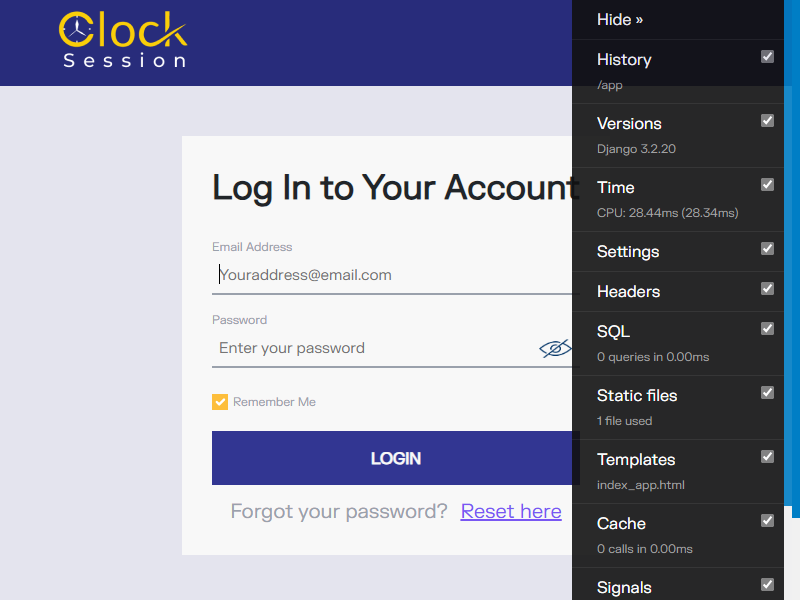 Clock
Session
Log In to Your Account
Email Address
Youraddress@email.com
Password
Enter your password
Remember Me
LOGIN
Forgot your password? Reset here
Hide »
History
/app
Versions
Django 3.2.20
Time
CPU: 28.44ms (28.34ms)
Settings
Headers
SQL
0 queries in 0.00ms
Static files
1 file used
Templates
index_app.html
Cache
0 calls in 0.00ms
Signals